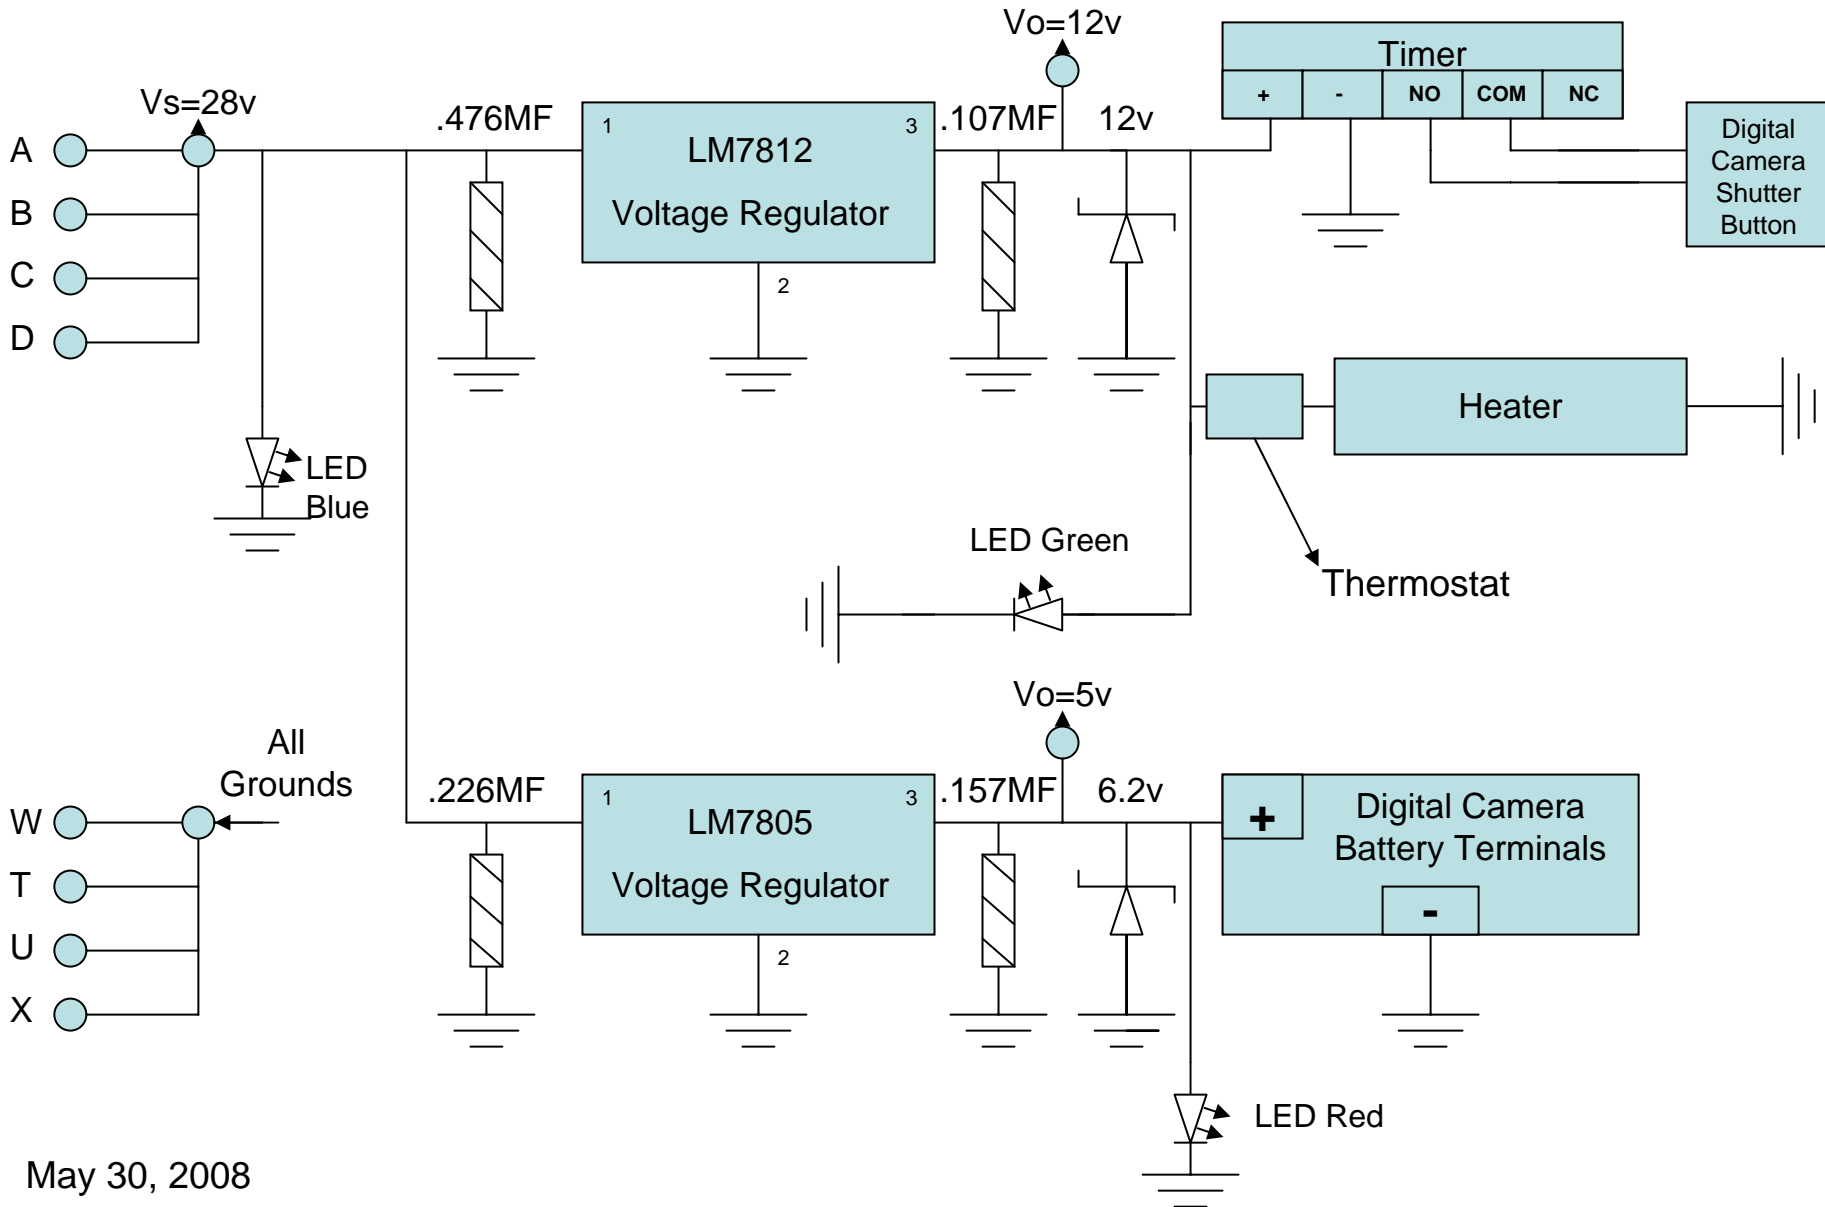 Vo=12v
Timer
+ - NO COM NC
Vs=28v
.476MF
1 3
LM7812
Voltage Regulator
2
.107MF
12v
Digital
Camera
Shutter
Button
A
B
C
D
LED
Blue
Heater
Thermostat
LED Green
Vo=5v
All
Grounds
W
T
U
X
.226MF
1 3
LM7805
Voltage Regulator
2
.157MF
6.2v
+
Digital Camera
Battery Terminals
-
LED Red
May 30, 2008